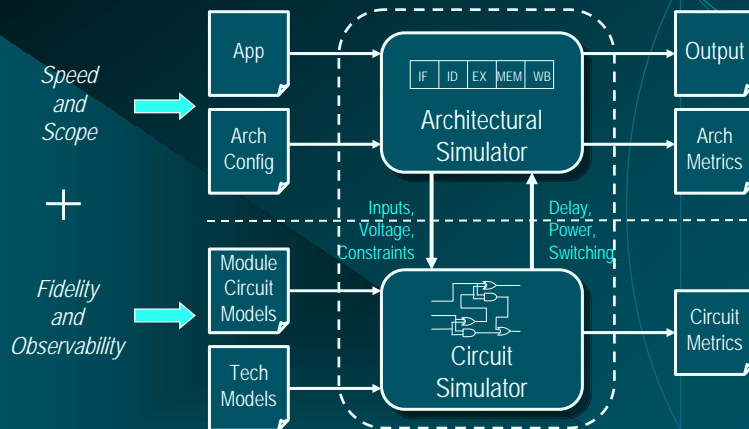 Speed
and
Scope
+
Fidelity
and
Observability
App
Arch
Config
IF ID EX MEM WB
Architectural
Simulator
Output
Arch
Metrics
Inputs,
Voltage,
Constraints
Delay,
Power,
Switching
Module
Circuit
Models
Tech
Models
Circuit
Simulator
Circuit
Metrics